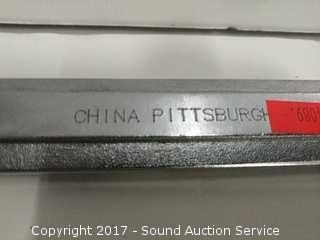 CHINA PITTSBURGH
Copyright 2017 - Sound Auction Service